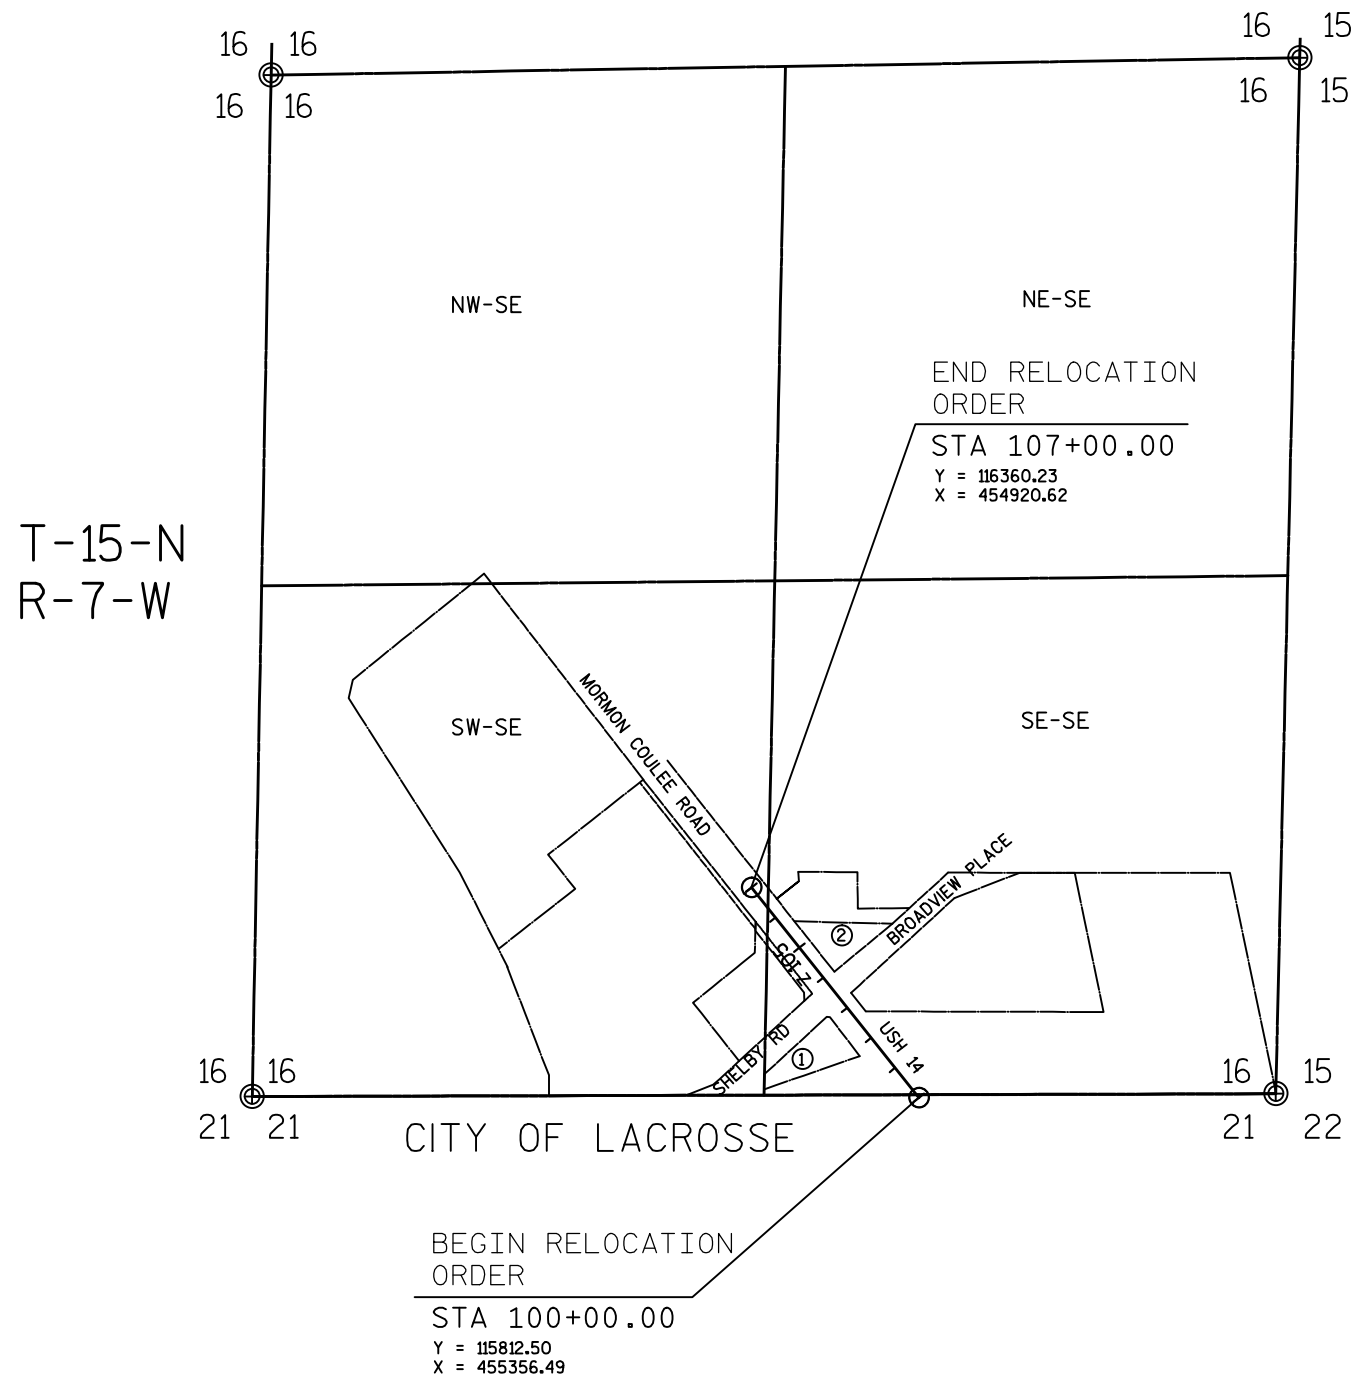 16 16
16 15
16 16
16 15
NW-SE
NE-SE
END RELOCATION
ORDER
STA 107+00.00
Y = 116360.23
X = 454920.62
T-15-N
R-7-W
MORMON COULEE ROAD
SW-SE
SE-SE
BROADVIEW PLACE
2
USH 14
SHELBY RD
1
16 16
16 15
21 21
21 22
CITY OF LACROSSE
BEGIN RELOCATION
ORDER
STA 100+00.00
Y = 115812.50
X = 455356.49